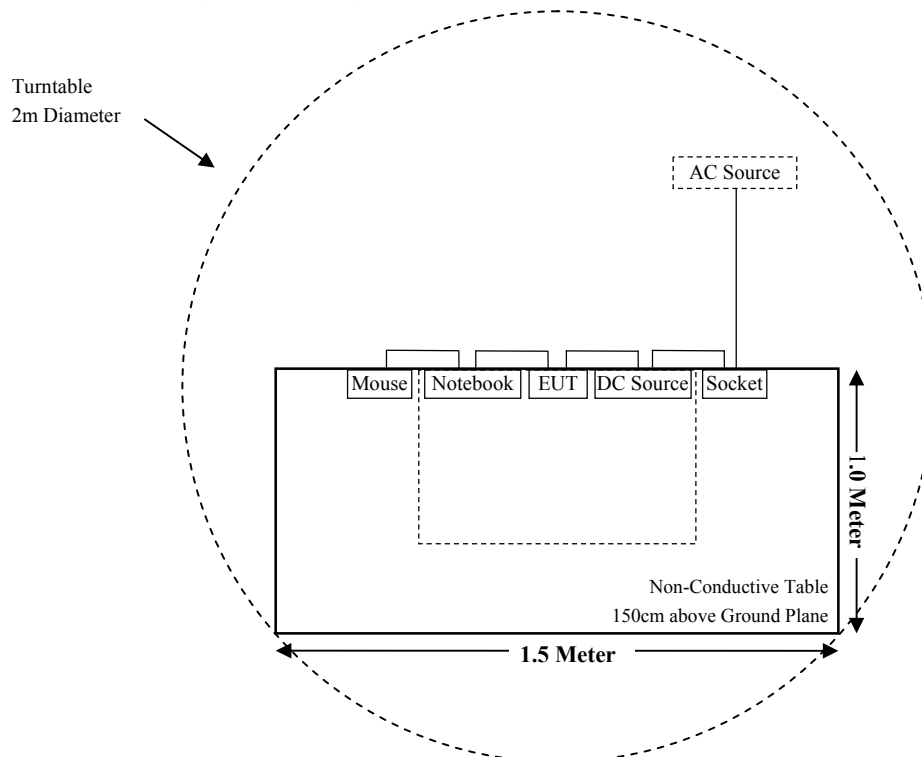 Turntable
2m Diameter
AC Source
Mouse
Notebook
EUT
DC Source
Socket
1.0 Meter
Non-Conductive Table
150cm above Ground Plane
1.5 Meter